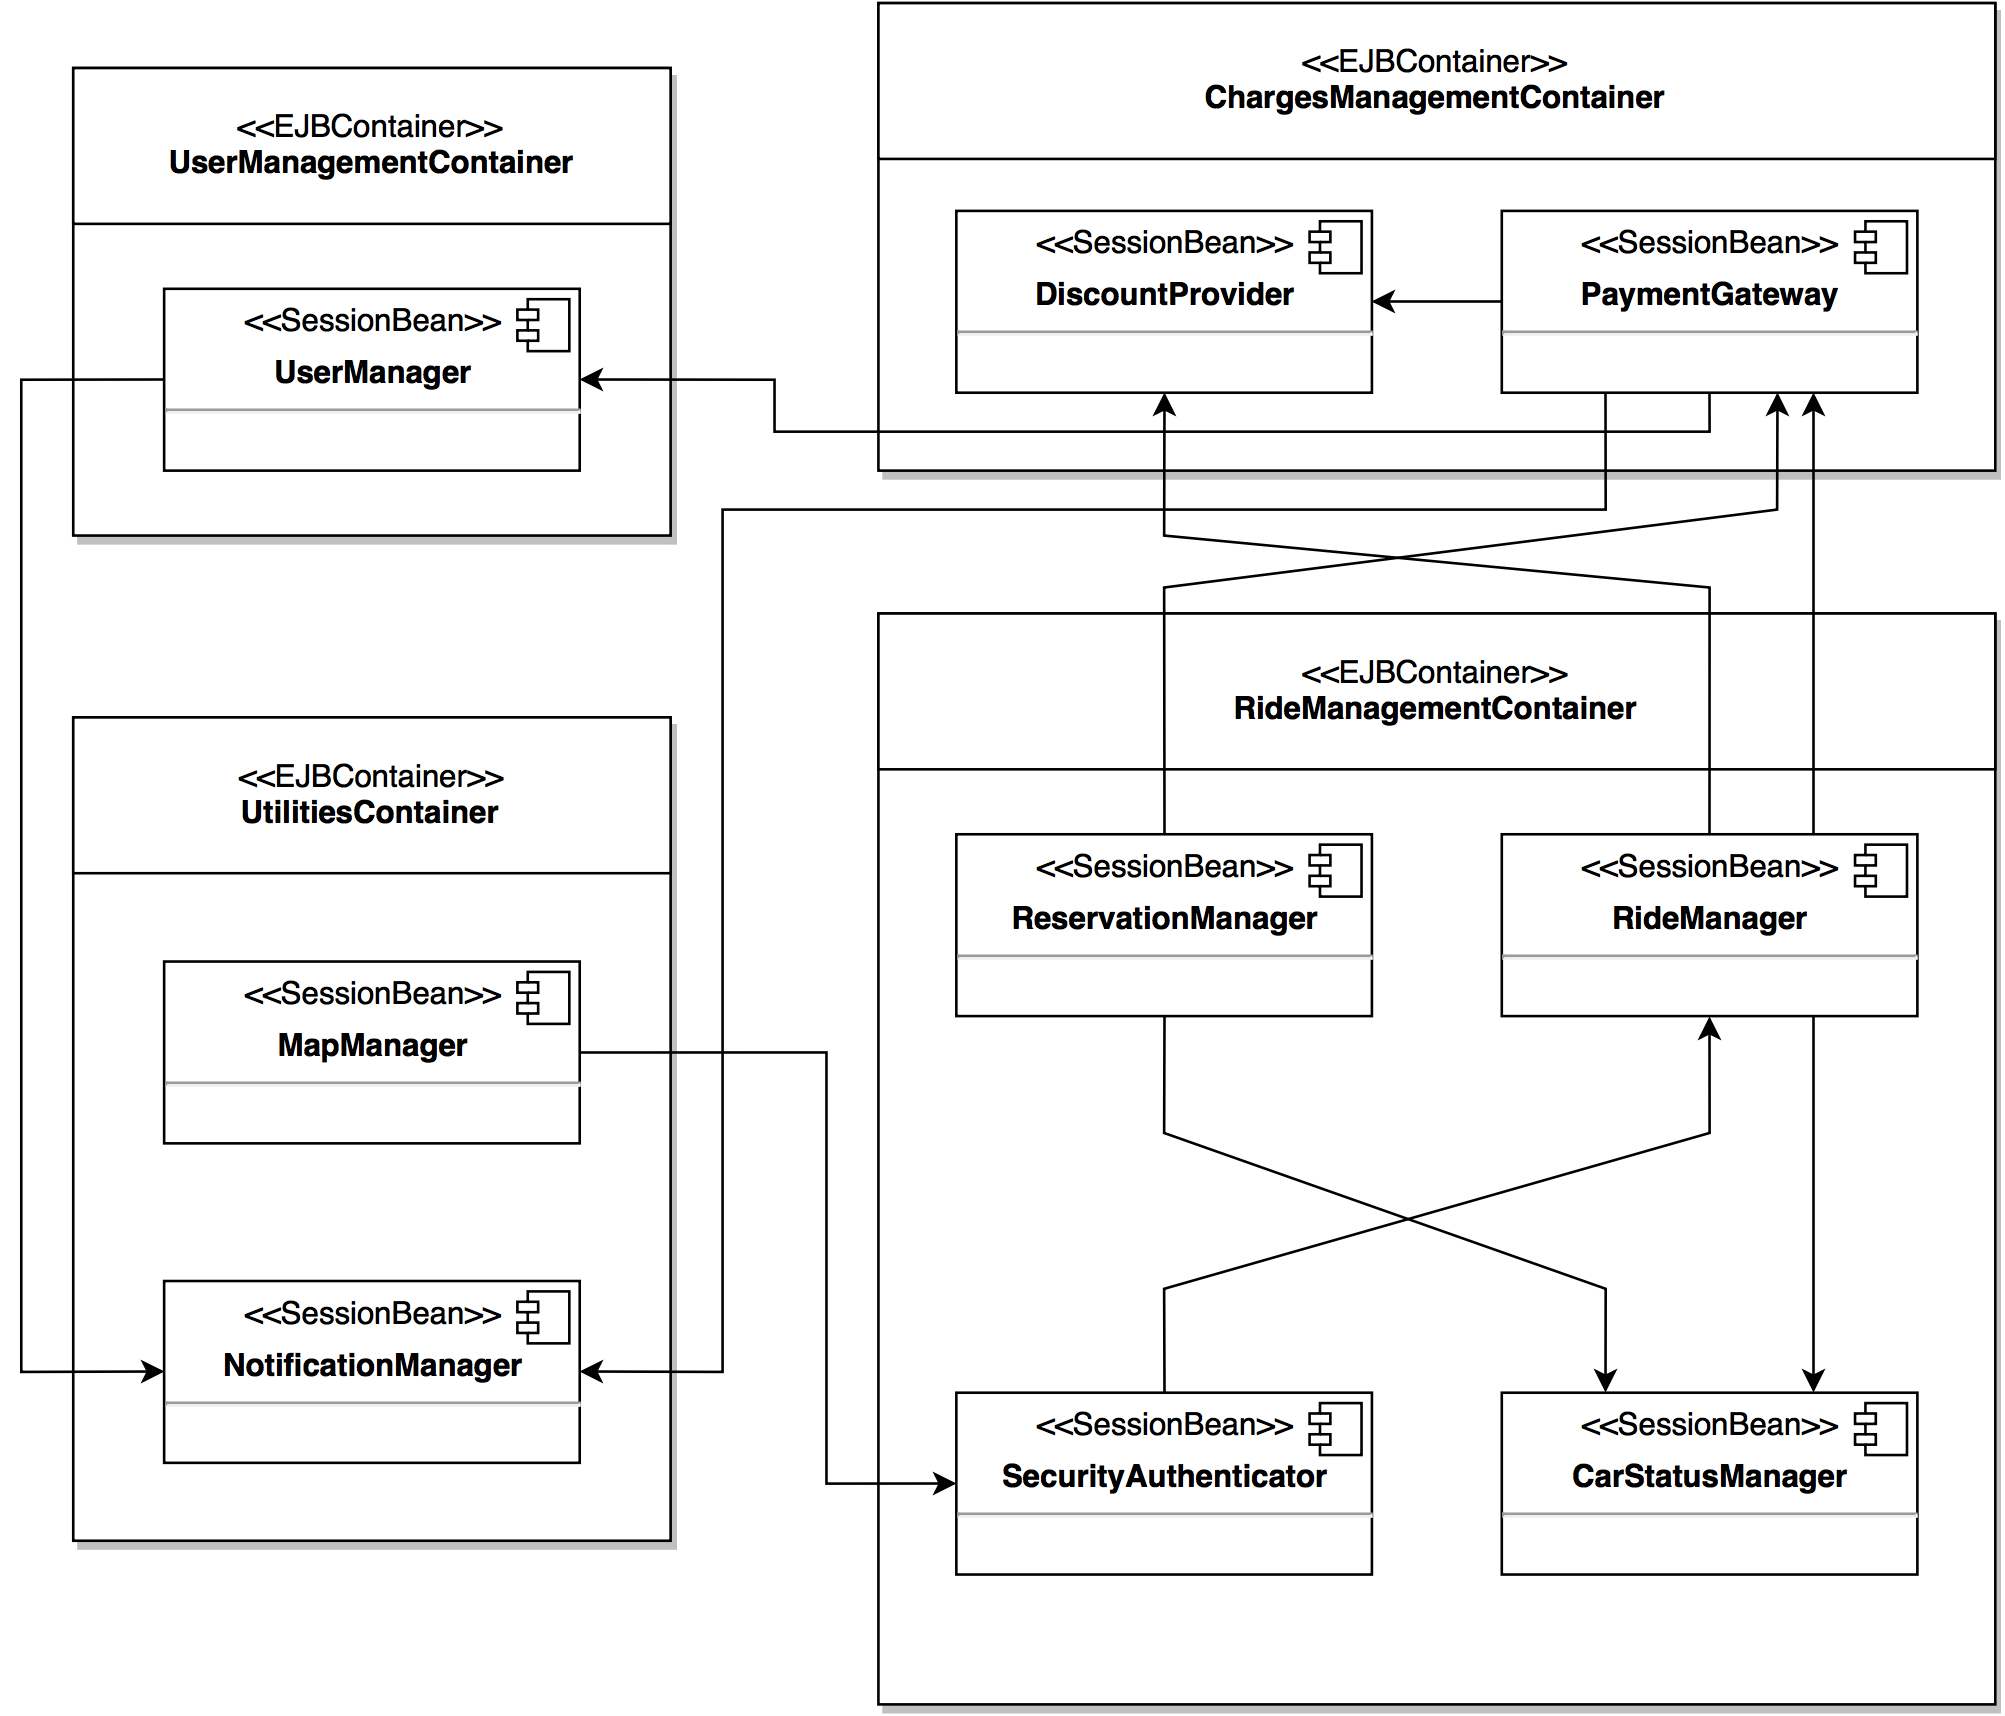 <<EJBContainer>>
UserManagementContainer
<<SessionBean>>
UserManager
<<EJBContainer>>
ChargesManagementContainer
<<SessionBean>>
DiscountProvider
<<SessionBean>>
PaymentGateway
<<EJBContainer>>
UtilitiesContainer
<<SessionBean>>
MapManager
<<SessionBean>>
NotificationManager
<<EJBContainer>>
RideManagementContainer
<<SessionBean>>
ReservationManager
<<SessionBean>>
RideManager
<<SessionBean>>
SecurityAuthenticator
<<SessionBean>>
CarStatusManager